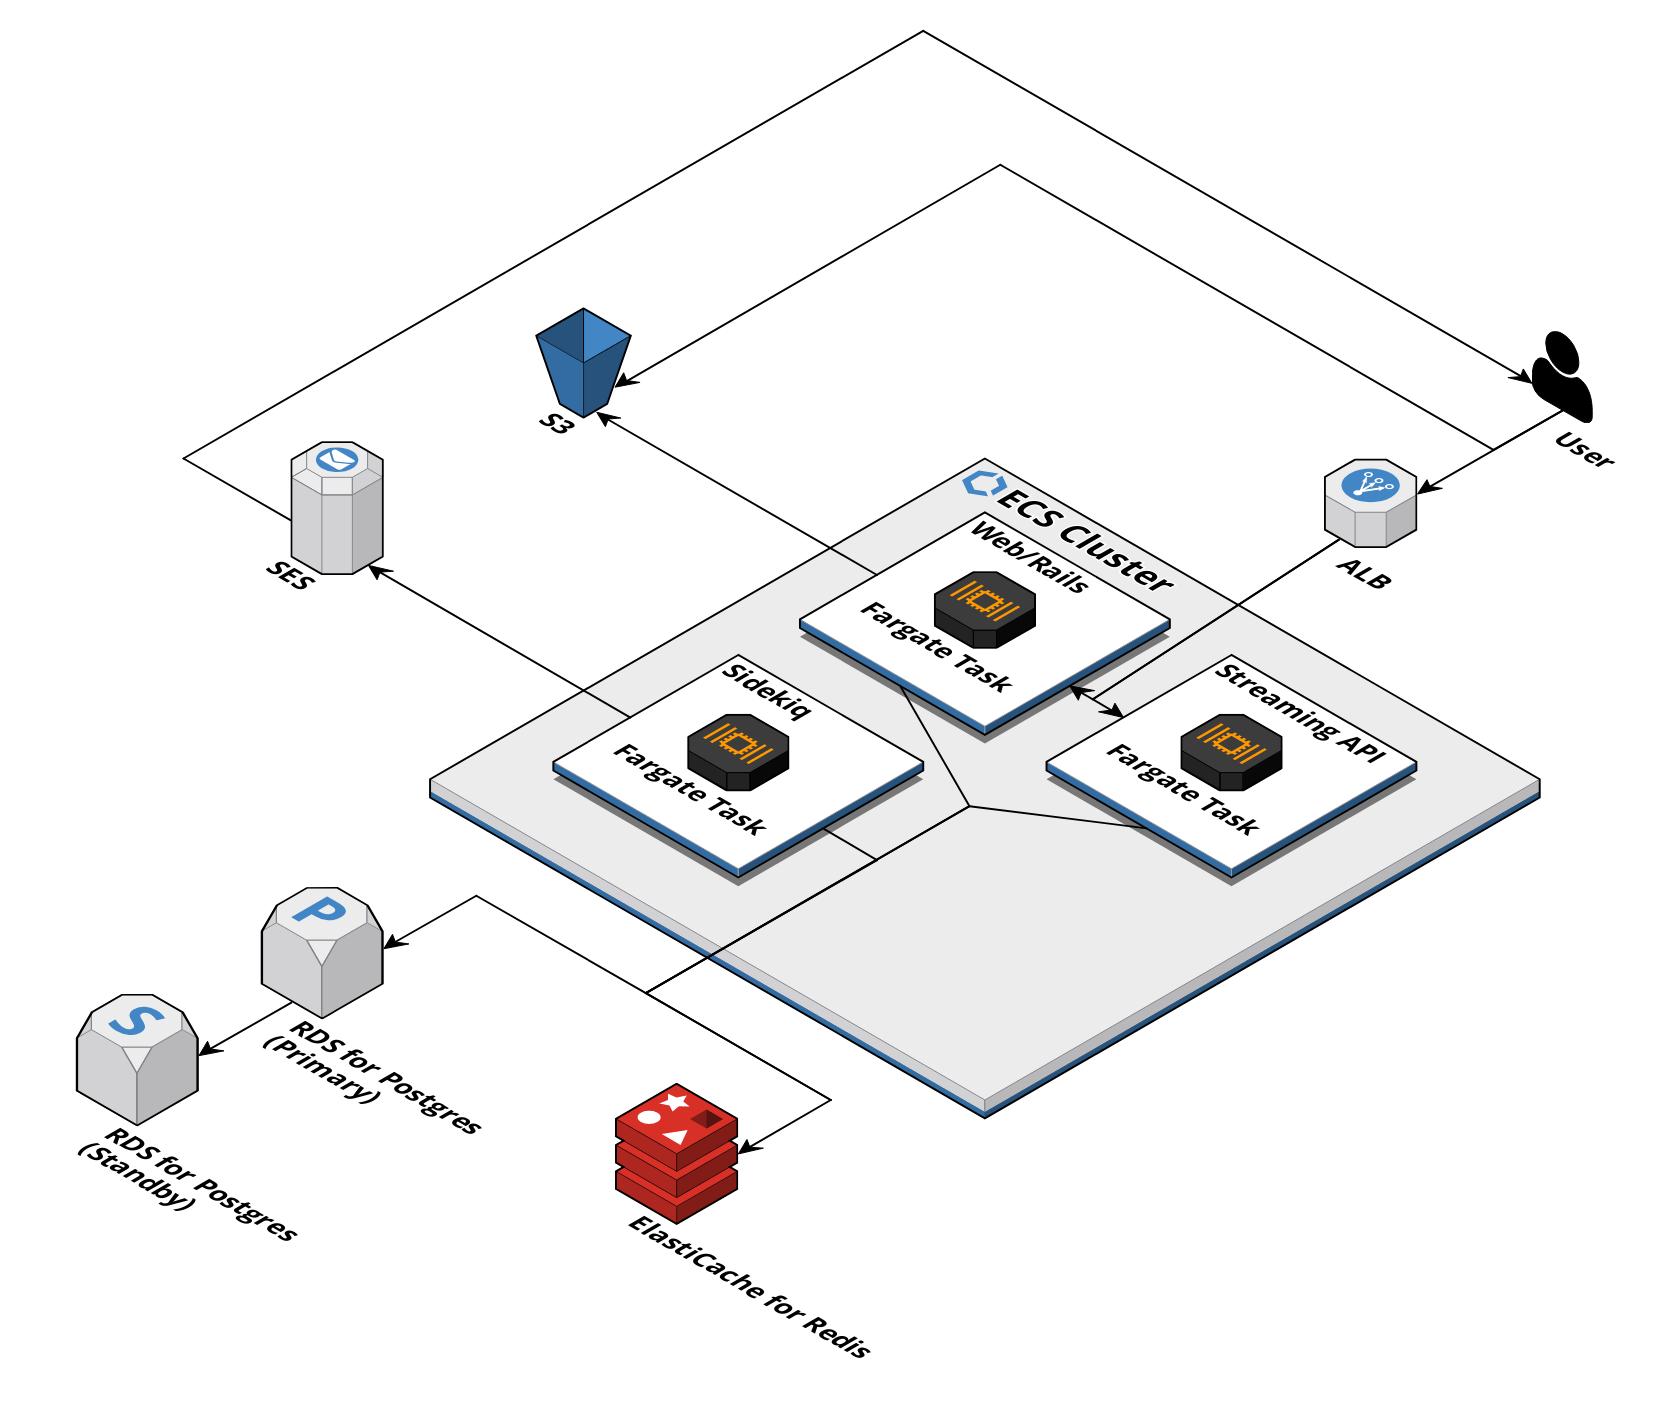 S3
User
SES
ECS Cluster
ALB
Web/Rails
Fargate Task
Sidekiq
Fargate Task
Streaming API
Fargate Task
P
RDS for Postgres
(Primary)
S
RDS for Postgres
(Standby)
ElastiCache for Redis